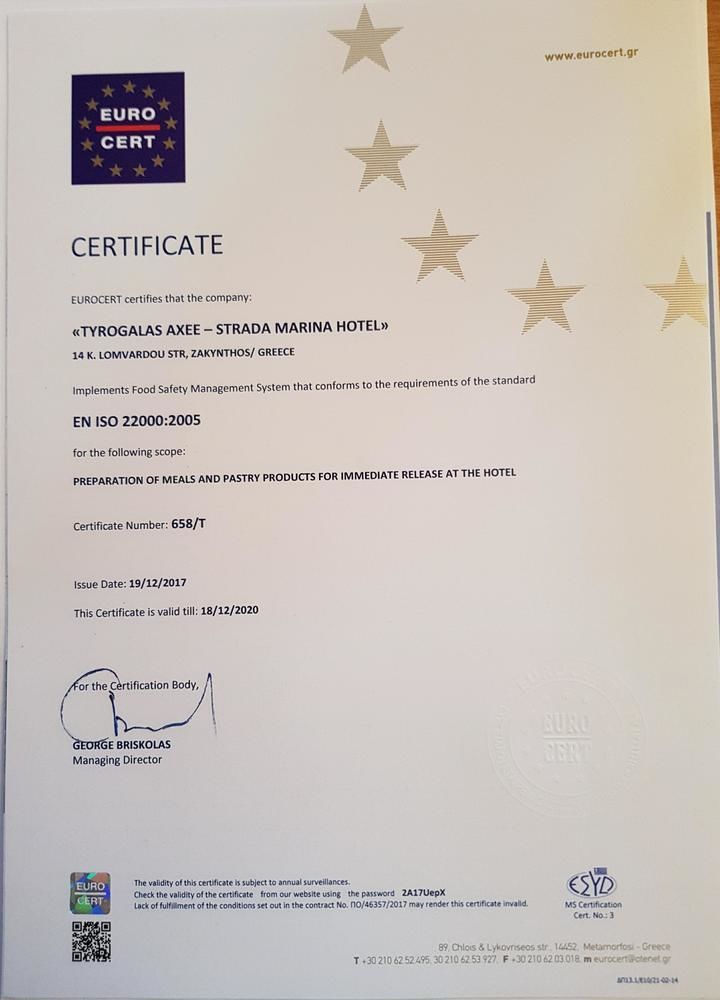 www.eurocert.gr
EURO
CERT
CERTIFICATE
EUROCERT certifies that the company:
«TYROGALAS AXEE – STRADA MARINA HOTEL»
14 K. LOMVARDOU STR, ZAKYNTHOS/ GREECE
Implements Food Safety Management System that conforms to the requirements of the standard
EN ISO 22000:2005
for the following scope:
PREPARATION OF MEALS AND PASTRY PRODUCTS FOR IMMEDIATE RELEASE AT THE HOTEL
Certificate Number: 658/T
Issue Date: 19/12/2017
This Certificate is valid till: 18/12/2020
For the Certification Body,
GEORGE BRISKOLAS
Managing Director
EURO
CERT
EURO
CERT
The validity of this certificate is subject to annual surveillances.
Check the validity of the certificate from our website using the password 2A17UepX
Lack of fulfillment of the conditions set out in the contract No. ΠΟ/46357/2017 may render this certificate invalid.
ΕΣΥD
MS Certification
Cert. No.: 3
89, Chlois & Lykovriseos str., 14452, Metamorfosi - Greece
T +30 210 62.52.495, 30 210 62.53.927, F +30 210 62.03.018, m eurocert@otenet.gr
ΔΠ13.1/E10/21-02-14